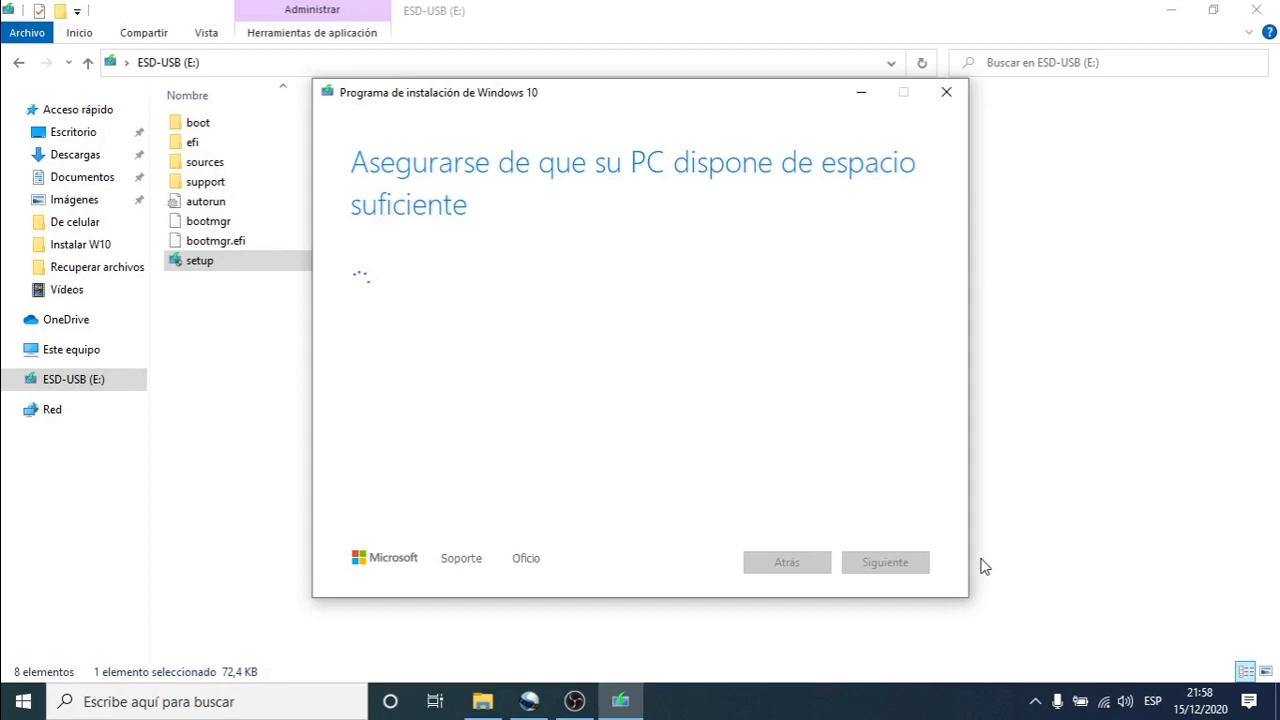 Administrar
ESD-USB (E:)
Archivo
Inicio
Compartir
Vista
Herramientas de aplicación
ESD-USB (E:)
Buscar en ESD-USB (E:)
Acceso rápido
Escritorio
Descargas
Documentos
Imágenes
De celular
Instalar W10
Recuperar archivos
Vídeos
OneDrive
Este equipo
ESD-USB (E:)
Red
Nombre
boot
efi
sources
support
autorun
bootmgr
bootmgr.efi
setup
Programa de instalación de Windows 10
Asegurarse de que su PC dispone de espacio
suficiente
Microsoft
Soporte
Oficio
Atrás
Siguiente
8 elementos
1 elemento seleccionado 72,4 KB
Escribe aquí para buscar
ESP
21:58
15/12/2020